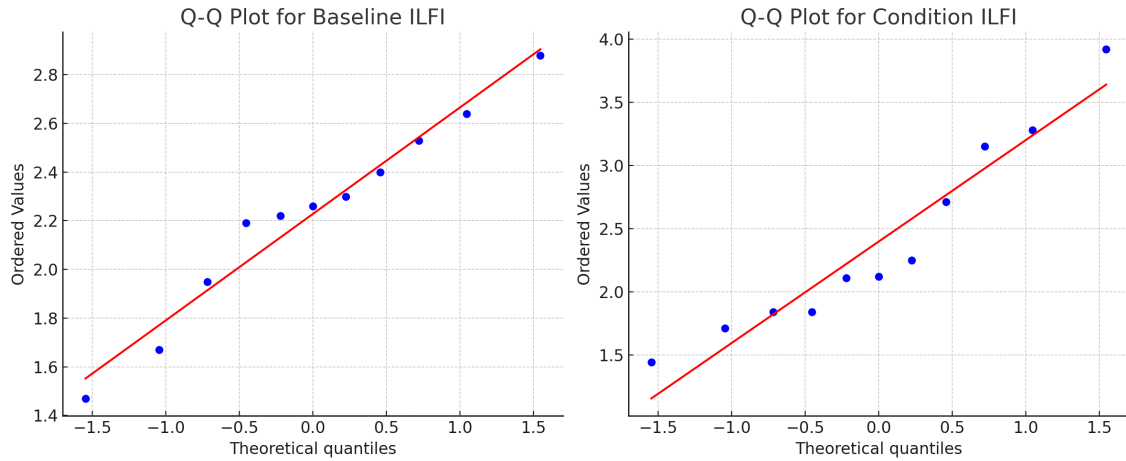 Q-Q Plot for Baseline ILFI
Ordered Values
2.8
2.6
2.4
2.2
2.0
1.8
1.6
1.4
−1.5 −1.0 −0.5 0.0 0.5 1.0 1.5
Theoretical quantiles
Q-Q Plot for Condition ILFI
Ordered Values
4.0
3.5
3.0
2.5
2.0
1.5
−1.5 −1.0 −0.5 0.0 0.5 1.0 1.5
Theoretical quantiles